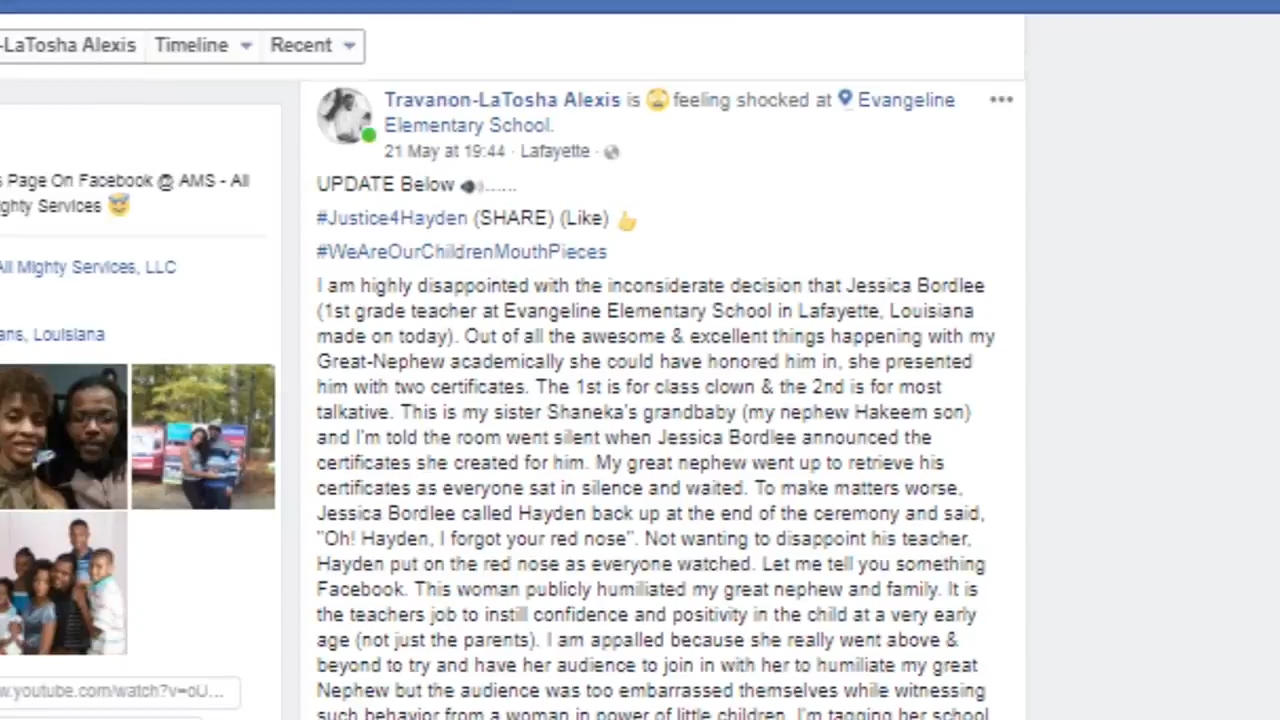 -LaTosha Alexis Timeline Recent
Travanon-LaTosha Alexis is feeling shocked at Evangeline
Elementary School.
21 May at 19:44 · Lafayette ·
s Page On Facebook @ AMS - All
ghty Services
All Mighty Services, LLC
ans, Louisiana
w.youtube.com/watch?v=oU...
UPDATE Below ......
#Justice4Hayden (SHARE) (Like)
#WeAreOurChildrenMouthPieces
I am highly disappointed with the inconsiderate decision that Jessica Bordlee
(1st grade teacher at Evangeline Elementary School in Lafayette, Louisiana
made on today). Out of all the awesome & excellent things happening with my
Great-Nephew academically she could have honored him in, she presented
him with two certificates. The 1st is for class clown & the 2nd is for most
talkative. This is my sister Shaneka's grandbaby (my nephew Hakeem son)
and I'm told the room went silent when Jessica Bordlee announced the
certificates she created for him. My great nephew went up to retrieve his
certificates as everyone sat in silence and waited. To make matters worse,
Jessica Bordlee called Hayden back up at the end of the ceremony and said,
"Oh! Hayden, I forgot your red nose". Not wanting to disappoint his teacher,
Hayden put on the red nose as everyone watched. Let me tell you something
Facebook. This woman publicly humiliated my great nephew and family. It is
the teachers job to instill confidence and positivity in the child at a very early
age (not just the parents). I am appalled because she really went above &
beyond to try and have her audience to join in with her to humiliate my great
Nephew but the audience was too embarrassed themselves while witnessing
such behavior from a woman in power of little children. I'm tagging her school